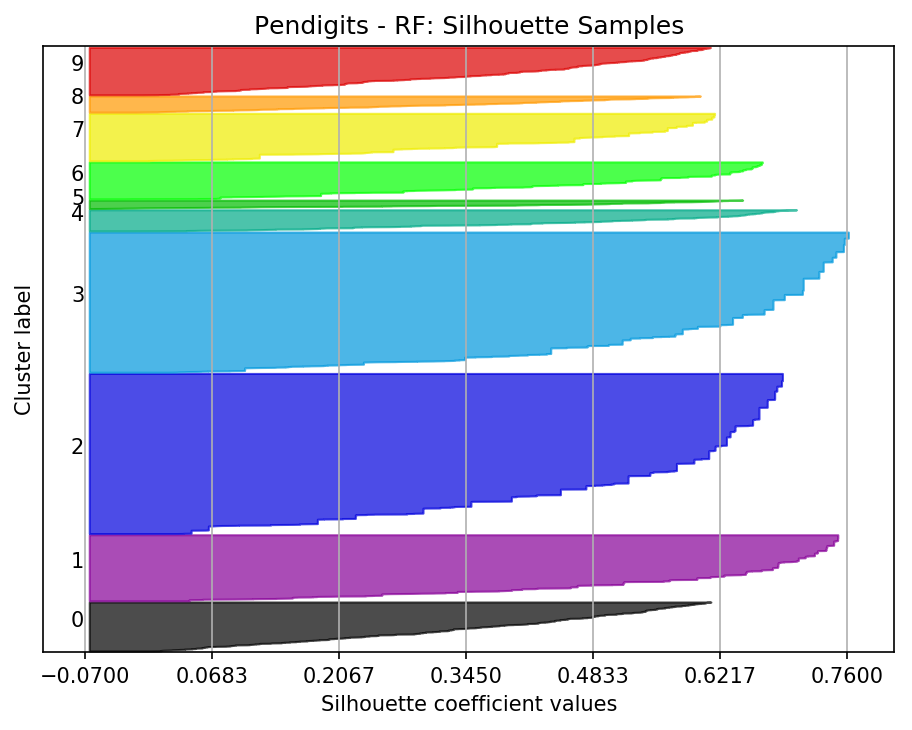 Pendigits - RF: Silhouette Samples
9
8
7
6
5
4
3
2
1
0
Cluster label
−0.0700 0.0683 0.2067 0.3450 0.4833 0.6217 0.7600
Silhouette coefficient values